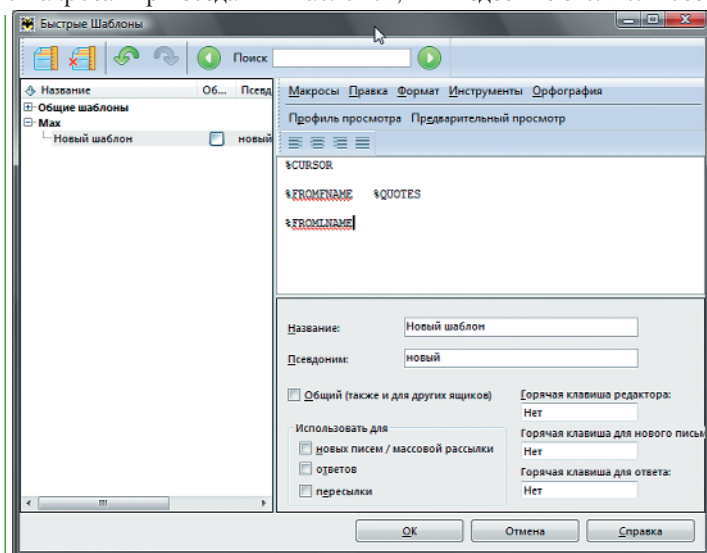 Быстрые Шаблоны
Поиск
Название Об... Псевд
Общие шаблоны
Max
Новый шаблон новый
Макросы Правка Формат Инструменты Орфография
Профиль просмотра Предварительный просмотр
%CURSOR
%FROMFNAME %QUOTES
%FROMLNAME
Название: Новый шаблон
Псевдоним: новый
Общий (также и для других ящиков)
Использовать для
новых писем / массовой рассылки
ответов
пересылки
Горячая клавиша редактора:
Нет
Горячая клавиша для нового письм
Нет
Горячая клавиша для ответа:
Нет
OK Отмена Справка